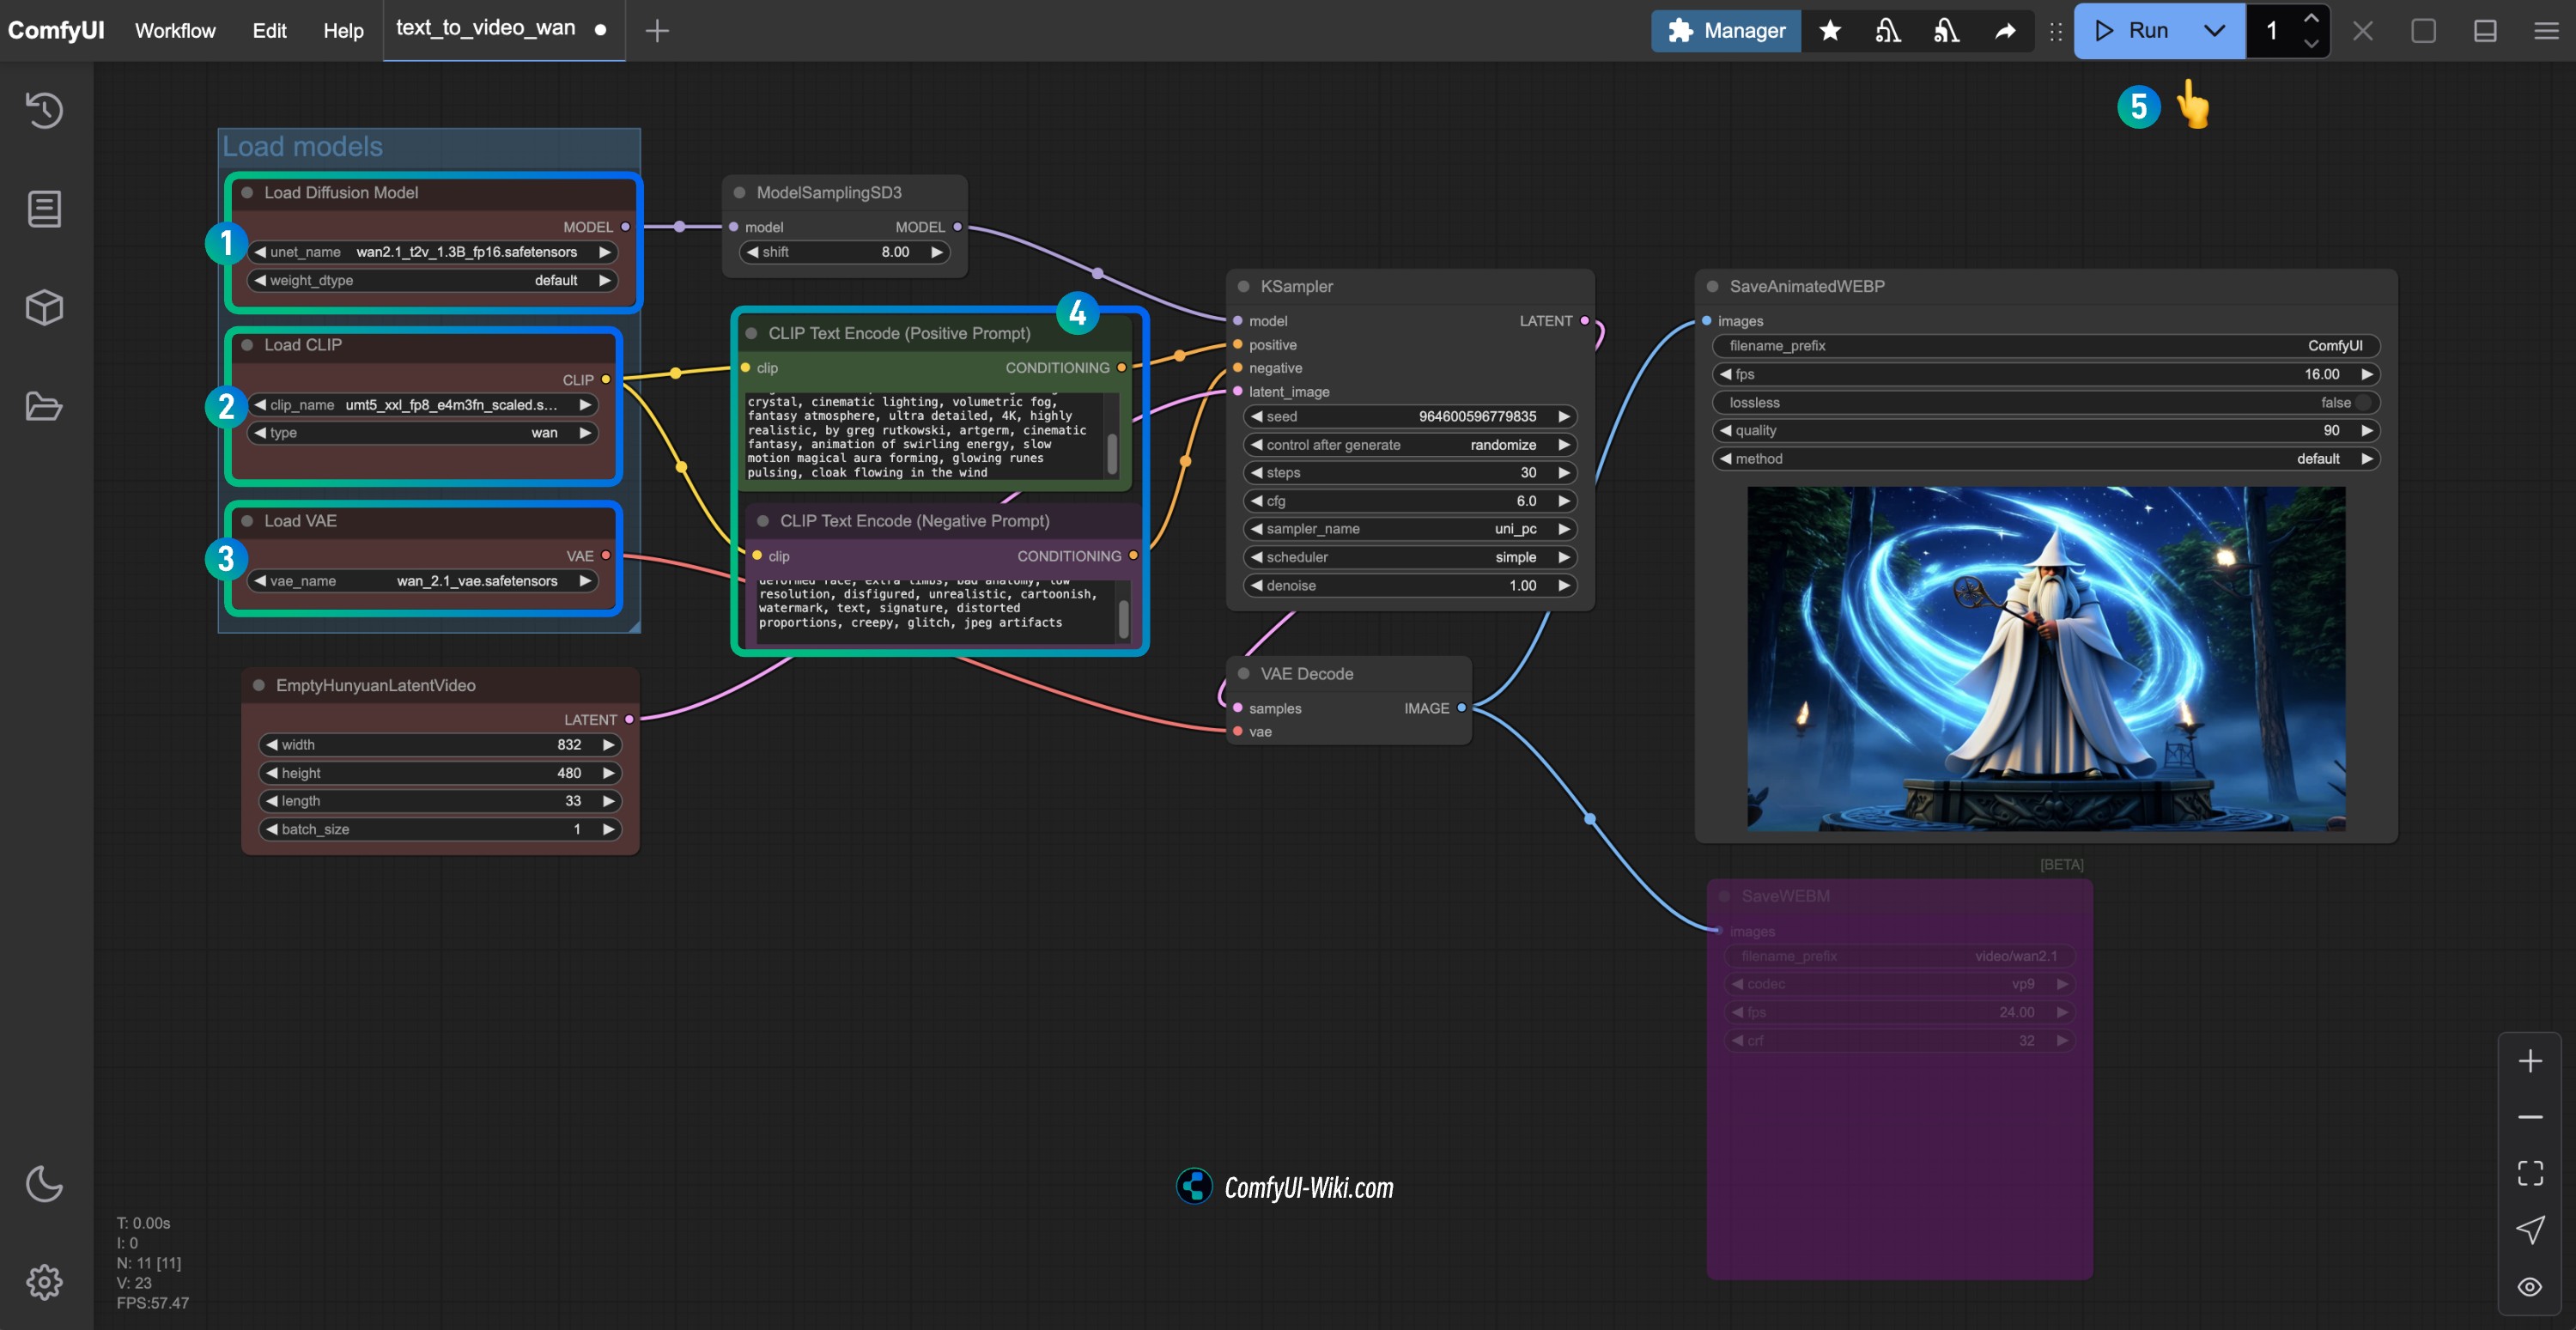 ComfyUI
Workflow
Edit
Help
text_to_video_wan
Manager
Run
1
5
Load models
Load Diffusion Model
MODEL
1
unet_name wan2.1_t2v_1.3B_fp16.safetensors
weight_dtype default
Load CLIP
CLIP
2
clip_name umt5_xxl_fp8_e4m3fn_scaled.s...
type wan
Load VAE
VAE
3
vae_name wan_2.1_vae.safetensors
EmptyHunyuanLatentVideo
LATENT
width 832
height 480
length 33
batch_size 1
ModelSamplingSD3
model MODEL
shift 8.00
4
CLIP Text Encode (Positive Prompt)
clip CONDITIONING
crystal, cinematic lighting, volumetric fog,
fantasy atmosphere, ultra detailed, 4K, highly
realistic, by greg rutkowski, artgerm, cinematic
fantasy, animation of swirling energy, slow
motion magical aura forming, glowing runes
pulsing, cloak flowing in the wind
CLIP Text Encode (Negative Prompt)
clip CONDITIONING
deformed face, extra limbs, bad anatomy, low
resolution, disfigured, unrealistic, cartoonish,
watermark, text, signature, distorted
proportions, creepy, glitch, jpeg artifacts
KSampler
model LATENT
positive
negative
latent_image
seed 964600596779835
control after generate randomize
steps 30
cfg 6.0
sampler_name uni_pc
scheduler simple
denoise 1.00
VAE Decode
samples IMAGE
vae
SaveAnimatedWEBP
images
filename_prefix ComfyUI
fps 16.00
lossless false
quality 90
method default
[BETA]
SaveWEBM
images
filename_prefix video/wan2.1
codec vp9
fps 24.00
crf 32
ComfyUI-Wiki.com
T: 0.00s
I: 0
N: 11 [11]
V: 23
FPS:57.47